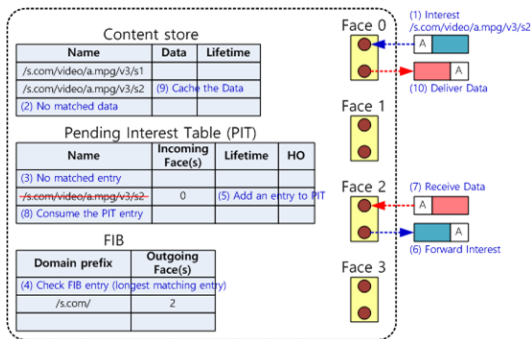 Content store
Name Data Lifetime
/s.com/video/a.mpg/v3/s1
/s.com/video/a.mpg/v3/s2 (9) Cache the Data
(2) No matched data
Pending Interest Table (PIT)
Name Incoming Face(s) Lifetime HO
(3) No matched entry
/s.com/video/a.mpg/v3/s2 0 (5) Add an entry to PIT
(8) Consume the PIT entry
FIB
Domain prefix Outgoing Face(s)
(4) Check FIB entry (longest matching entry)
/s.com/ 2
Face 0
(1) Interest
/s.com/video/a.mpg/v3/s2
A
A
(10) Deliver Data
Face 1
Face 2
(7) Receive Data
A
A
(6) Forward Interest
Face 3